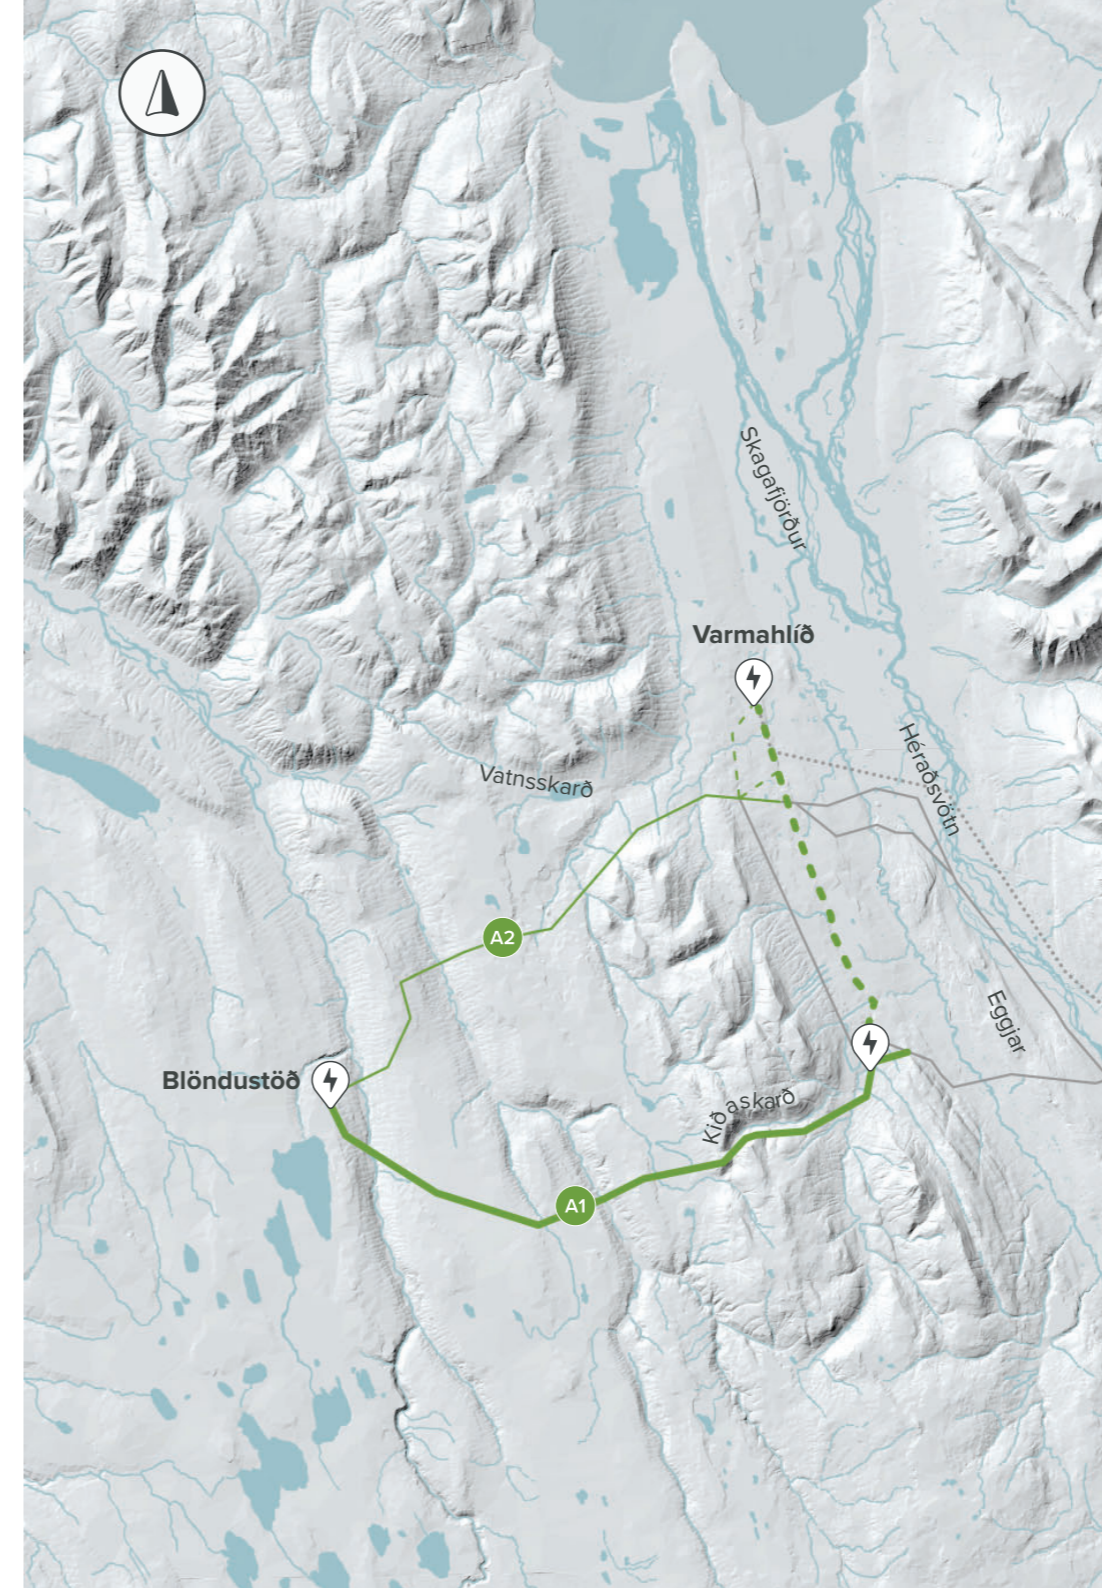 Skagafjörður
Varmahlíð
Héraðsvötn
Vatnsskarð
A2
Eggjar
Blöndustöð
Kiðaskarð
A1